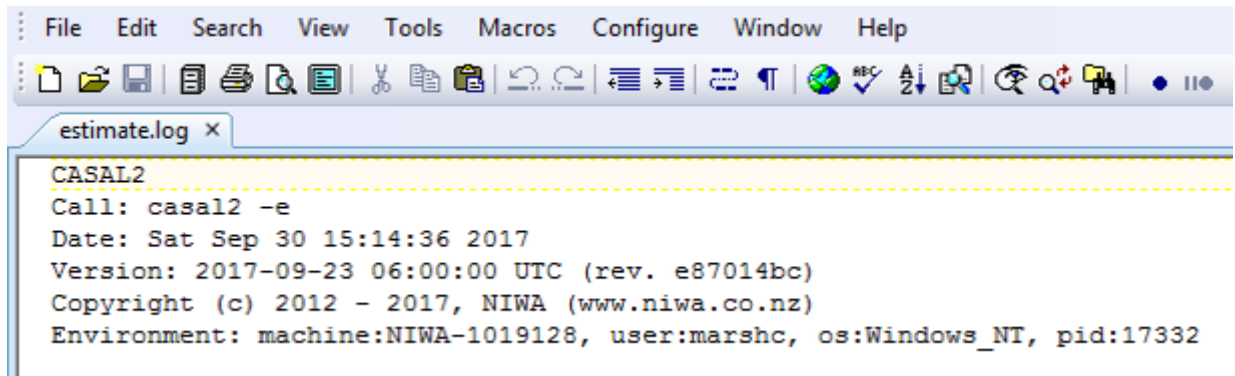 File Edit Search View Tools Macros Configure Window Help
estimate.log ×
CASAL2
Call: casal2 -e
Date: Sat Sep 30 15:14:36 2017
Version: 2017-09-23 06:00:00 UTC (rev. e87014bc)
Copyright (c) 2012 - 2017, NIWA (www.niwa.co.nz)
Environment: machine:NIWA-1019128, user:marshc, os:Windows_NT, pid:17332